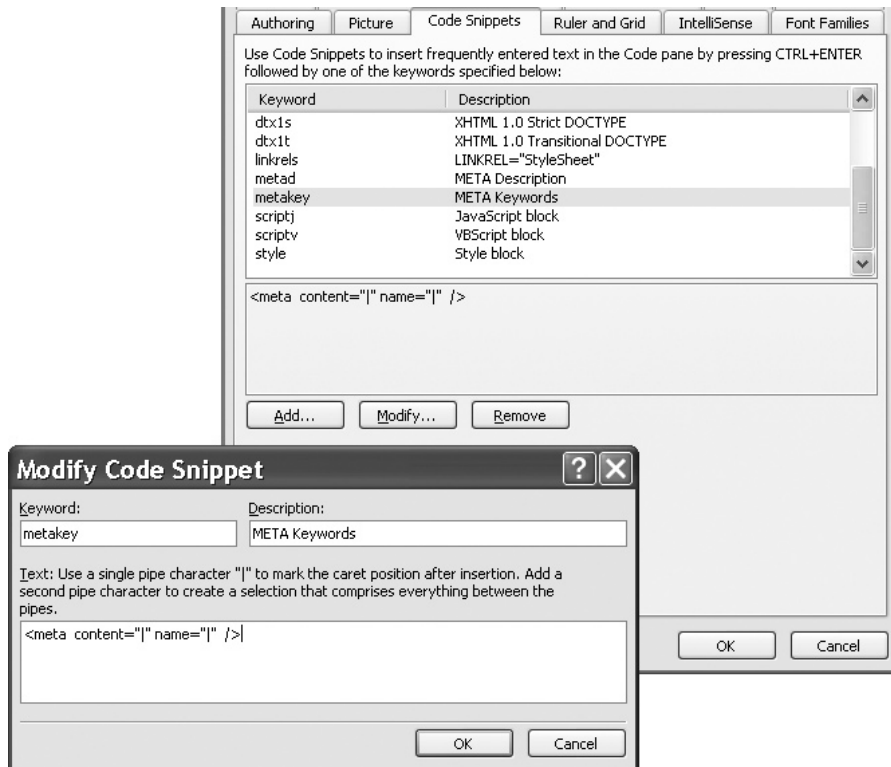 Authoring Picture Code Snippets Ruler and Grid IntelliSense Font Families
Use Code Snippets to insert frequently entered text in the Code pane by pressing CTRL+ENTER
followed by one of the keywords specified below:
Keyword Description
dtx1s XHTML 1.0 Strict DOCTYPE
dtx1t XHTML 1.0 Transitional DOCTYPE
linkrels LINKREL="StyleSheet"
metad META Description
metakey META Keywords
scriptj JavaScript block
scriptv VBScript block
style Style block
<meta content="|" name="|" />
Add... Modify... Remove
OK Cancel
Modify Code Snippet
Keyword: Description:
metakey META Keywords
Text: Use a single pipe character "|" to mark the caret position after insertion. Add a
second pipe character to create a selection that comprises everything between the
pipes.
<meta content="|" name="|" />
OK Cancel